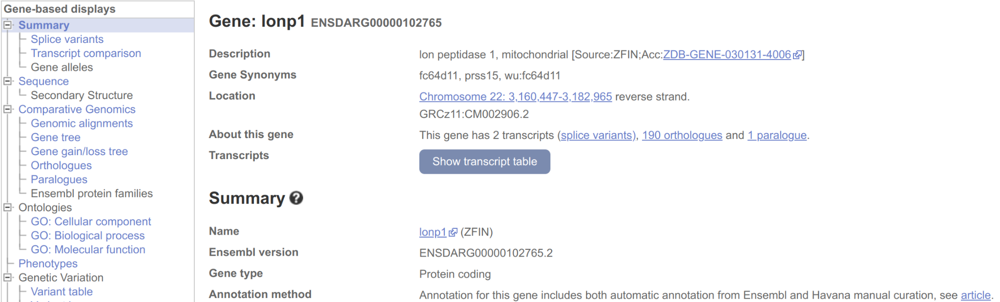 Gene-based displays
Summary
Splice variants
Transcript comparison
Gene alleles
Sequence
Secondary Structure
Comparative Genomics
Genomic alignments
Gene tree
Gene gain/loss tree
Orthologues
Paralogues
Ensembl protein families
Ontologies
GO: Cellular component
GO: Biological process
GO: Molecular function
Phenotypes
Genetic Variation
Variant table
Gene: lonp1 ENSDARG00000102765
Description lon peptidase 1, mitochondrial [Source:ZFIN;Acc:ZDB-GENE-030131-4006]
Gene Synonyms fc64d11, prss15, wu:fc64d11
Location Chromosome 22: 3,160,447-3,182,965 reverse strand.
GRCz11:CM002906.2
About this gene This gene has 2 transcripts (splice variants), 190 orthologues and 1 paralogue.
Transcripts Show transcript table
Summary ?
Name lonp1 (ZFIN)
Ensembl version ENSDARG00000102765.2
Gene type Protein coding
Annotation method Annotation for this gene includes both automatic annotation from Ensembl and Havana manual curation, see article.